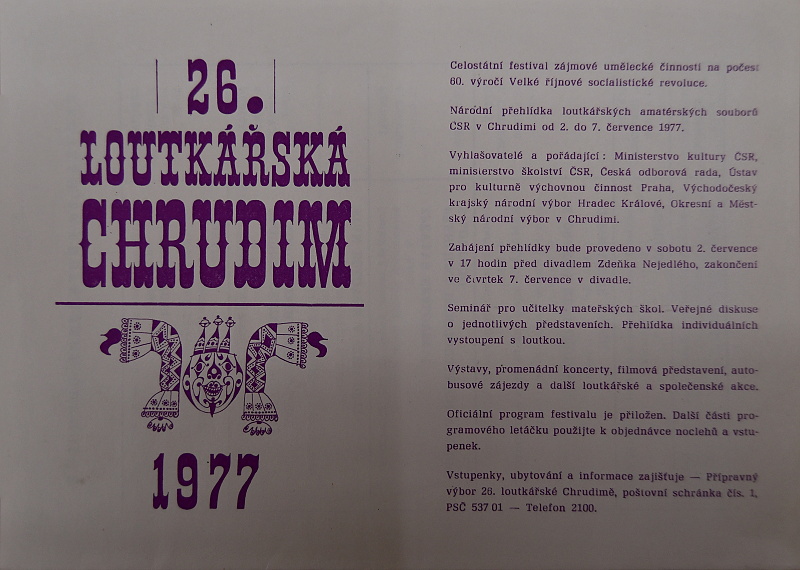 26.
LOUTKÁŘSKÁ
CHRUDIM
1977
Celostátní festival zájmové umělecké činnosti na počest
60. výročí Velké říjnové socialistické revoluce.
Národní přehlídka loutkářských amatérských souborů
ČSR v Chrudimi od 2. do 7. července 1977.
Vyhlašovatelé a pořádající: Ministerstvo kultury ČSR,
ministerstvo školství ČSR, Česká odborová rada, Ústav
pro kulturně výchovnou činnost Praha, Východočeský
krajský národní výbor Hradec Králové, Okresní a Měst-
ský národní výbor v Chrudimi.
Zahájení přehlídky bude provedeno v sobotu 2. července
v 17 hodin před divadlem Zdeňka Nejedlého, zakončení
ve čtvrtek 7. července v divadle.
Seminář pro učitelky mateřských škol. Veřejné diskuse
o jednotlivých představeních. Přehlídka individuálních
vystoupení s loutkou.
Výstavy, promenádní koncerty, filmová představení, auto-
busové zájezdy a další loutkářské a společenské akce.
Oficiální program festivalu je přiložen. Další části pro-
gramového letáčku použijte k objednávce noclehů a vstu-
penek.
Vstupenky, ubytování a informace zajišťuje — Přípravný
výbor 26. loutkářské Chrudimě, poštovní schránka čís. 1,
PSČ 537 01 — Telefon 2100.